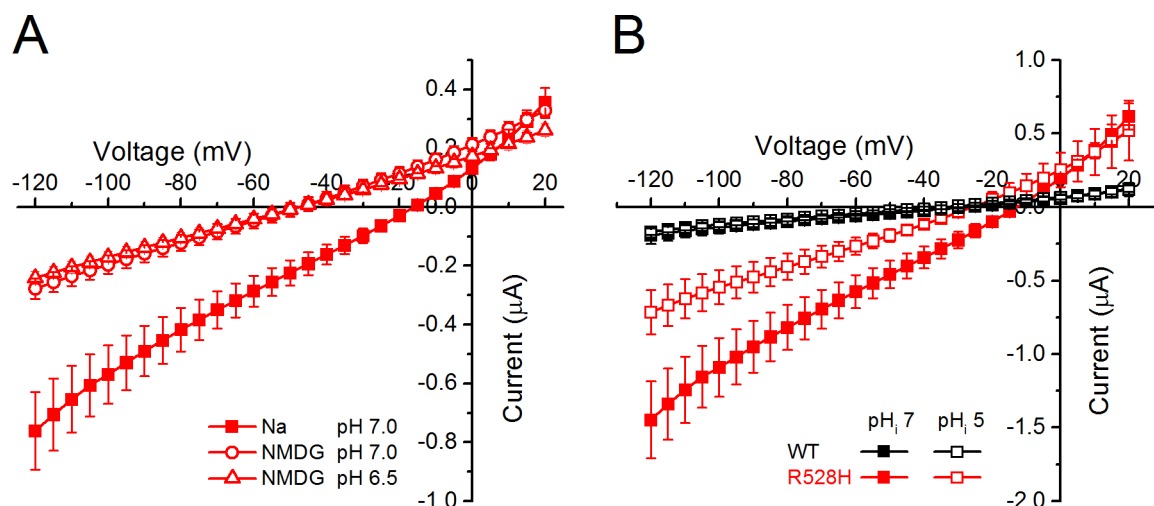 A
Voltage (mV)
-120 -100 -80 -60 -40 -20 0 20
0.4
0.2
0.0
-0.2
-0.4
-0.6
-0.8
-1.0
Current (μA)
Na pH 7.0
NMDG pH 7.0
NMDG pH 6.5
B
Voltage (mV)
-120 -100 -80 -60 -40 -20 0 20
1.0
0.5
0.0
-0.5
-1.0
-1.5
-2.0
Current (μA)
pHi 7 pHi 5
WT
R528H